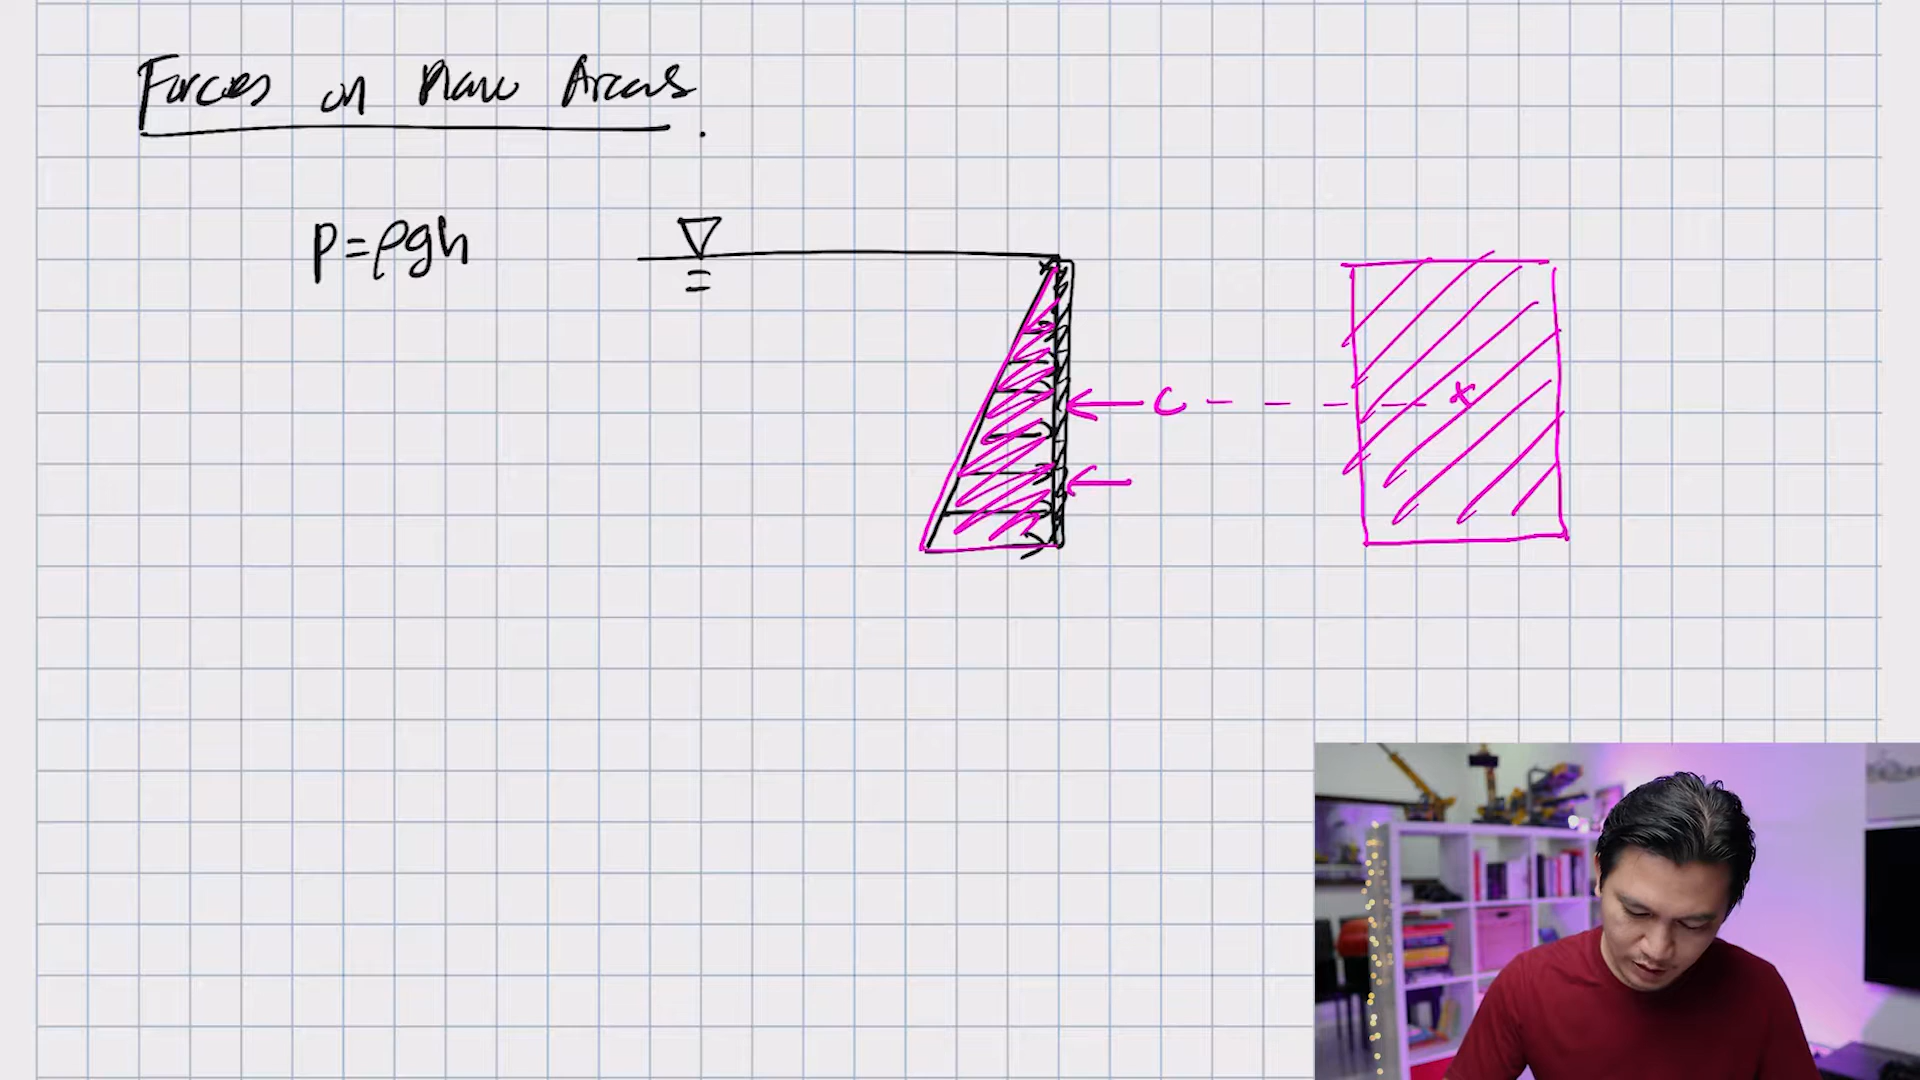 Forces on Plane Areas.
P=ρgh
C